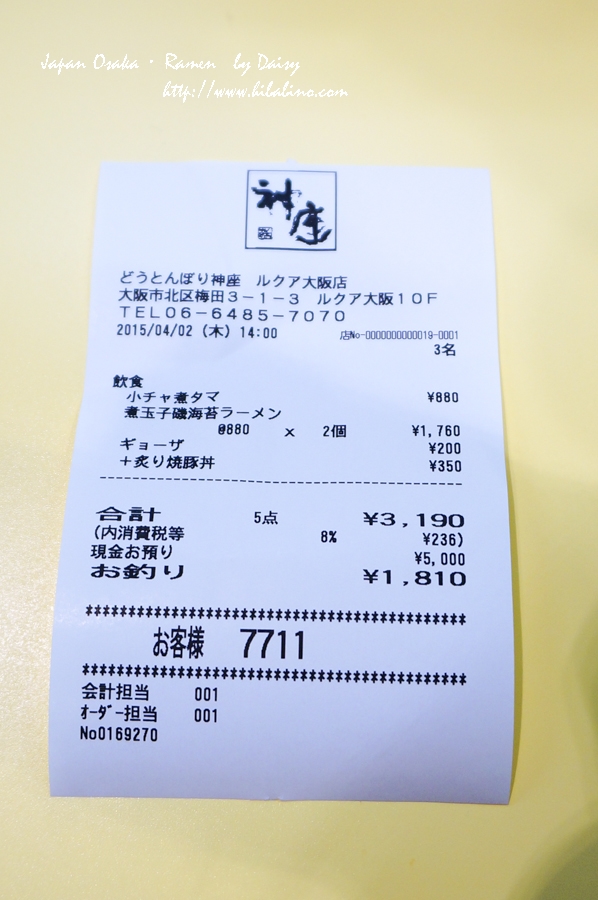 Japan Osaka · Ramen by Daisy
http://www.hibabino.com
神座
どうとんぼり神座 ルクア大阪店
大阪市北区梅田3-1-3 ルクア大阪10F
TEL06-6485-7070
2015/04/02 (木) 14:00
店No-0000000000019-0001
3名
飲食
小チャ煮タマ ¥880
煮玉子磯海苔ラーメン
@880 × 2個 ¥1,760
ギョーザ ¥200
+炙り焼豚丼 ¥350
合計 5点 ¥3,190
(内消費税等 8% ¥236)
現金お預り ¥5,000
お釣り ¥1,810
お客様 7711
会計担当 001
オーダー担当 001
No0169270